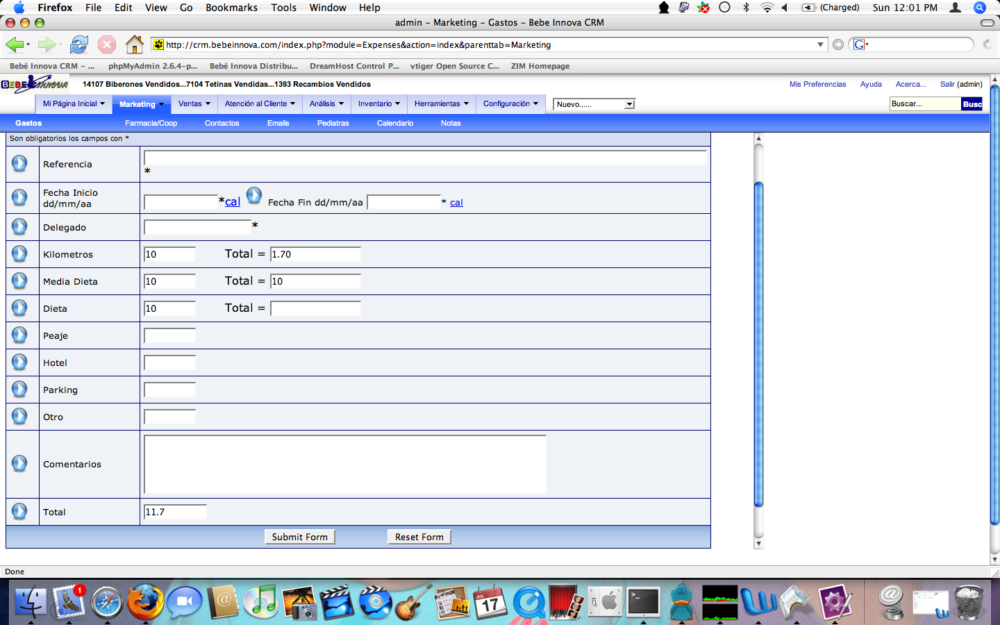 Firefox File Edit View Go Bookmarks Tools Window Help (Charged) Sun 12:01 PM
admin – Marketing – Gastos – Bebe Innova CRM
http://crm.bebeinnova.com/index.php?module=Expenses&action=index&parenttab=Marketing G
Bebé Innova CRM – ... phpMyAdmin 2.6.4-p... Bebé Innova Distribu... DreamHost Control P... vtiger Open Source C... ZIM Homepage
BEBE INNOVA 14107 Biberones Vendidos...7104 Tetinas Vendidas...1393 Recambios Vendidos Mis Preferencias Ayuda Acerca... Salir (admin)
Mi Página Inicial Marketing Ventas Atención al Cliente Análisis Inventario Herramientas Configuración Nuevo...... Buscar... Busc
Gastos Farmacia/Coop Contactos Emails Pediatras Calendario Notas
Son obligatorios los campos con *
Referencia
*
Fecha Inicio
dd/mm/aa *cal Fecha Fin dd/mm/aa * cal
Delegado *
Kilometros 10 Total = 1.70
Media Dieta 10 Total = 10
Dieta 10 Total =
Peaje
Hotel
Parking
Otro
Comentarios
Total 11.7
Submit Form Reset Form
Done
1
JUL
17